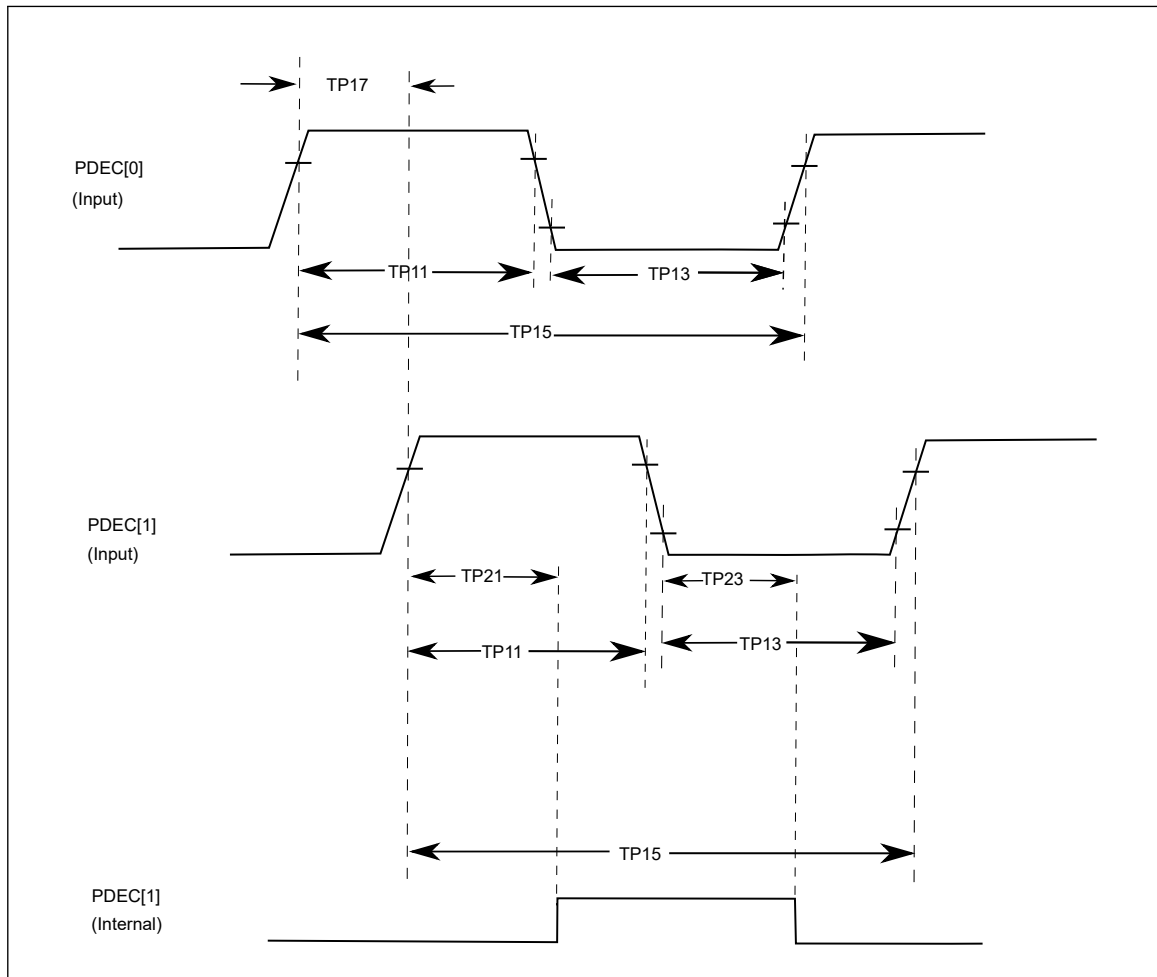 TP17
PDEC[0]
(Input)
TP11
TP13
TP15
PDEC[1]
(Input)
TP21
TP23
TP11
TP13
TP15
PDEC[1]
(Internal)